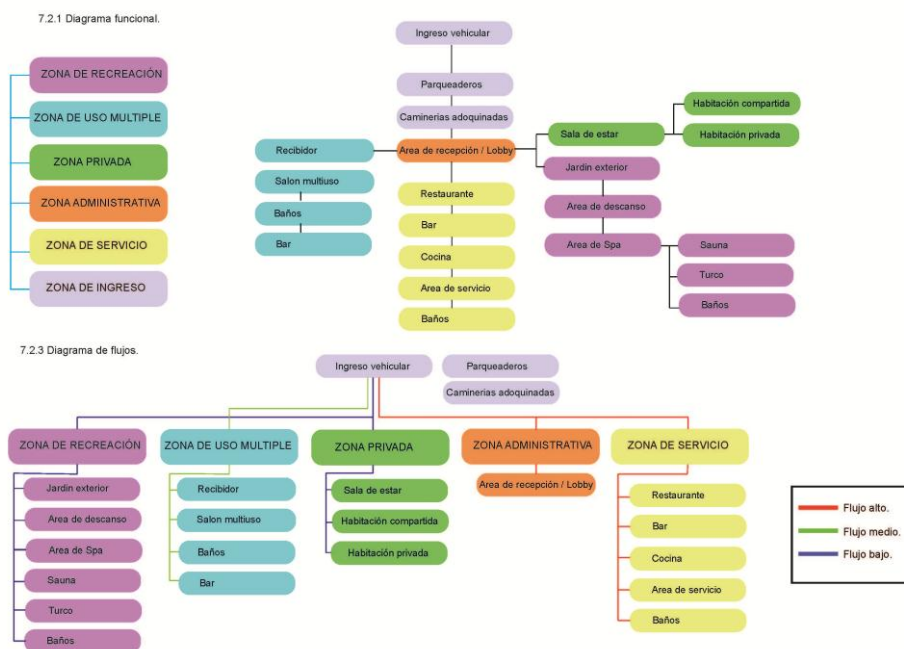 7.2.1 Diagrama funcional.
ZONA DE RECREACIÓN
ZONA DE USO MULTIPLE
ZONA PRIVADA
ZONA ADMINISTRATIVA
ZONA DE SERVICIO
ZONA DE INGRESO
Ingreso vehicular
Parqueaderos
Caminerias adoquinadas
Area de recepción / Lobby
Recibidor
Salon multiuso
Baños
Bar
Restaurante
Bar
Cocina
Area de servicio
Baños
Sala de estar
Habitación compartida
Habitación privada
Jardin exterior
Area de descanso
Area de Spa
Sauna
Turco
Baños
7.2.3 Diagrama de flujos.
Ingreso vehicular
Parqueaderos
Caminerias adoquinadas
ZONA DE RECREACIÓN
Jardin exterior
Area de descanso
Area de Spa
Sauna
Turco
Baños
ZONA DE USO MULTIPLE
Recibidor
Salon multiuso
Baños
Bar
ZONA PRIVADA
Sala de estar
Habitación compartida
Habitación privada
ZONA ADMINISTRATIVA
Area de recepción / Lobby
ZONA DE SERVICIO
Restaurante
Bar
Cocina
Area de servicio
Baños
Flujo alto.
Flujo medio.
Flujo bajo.